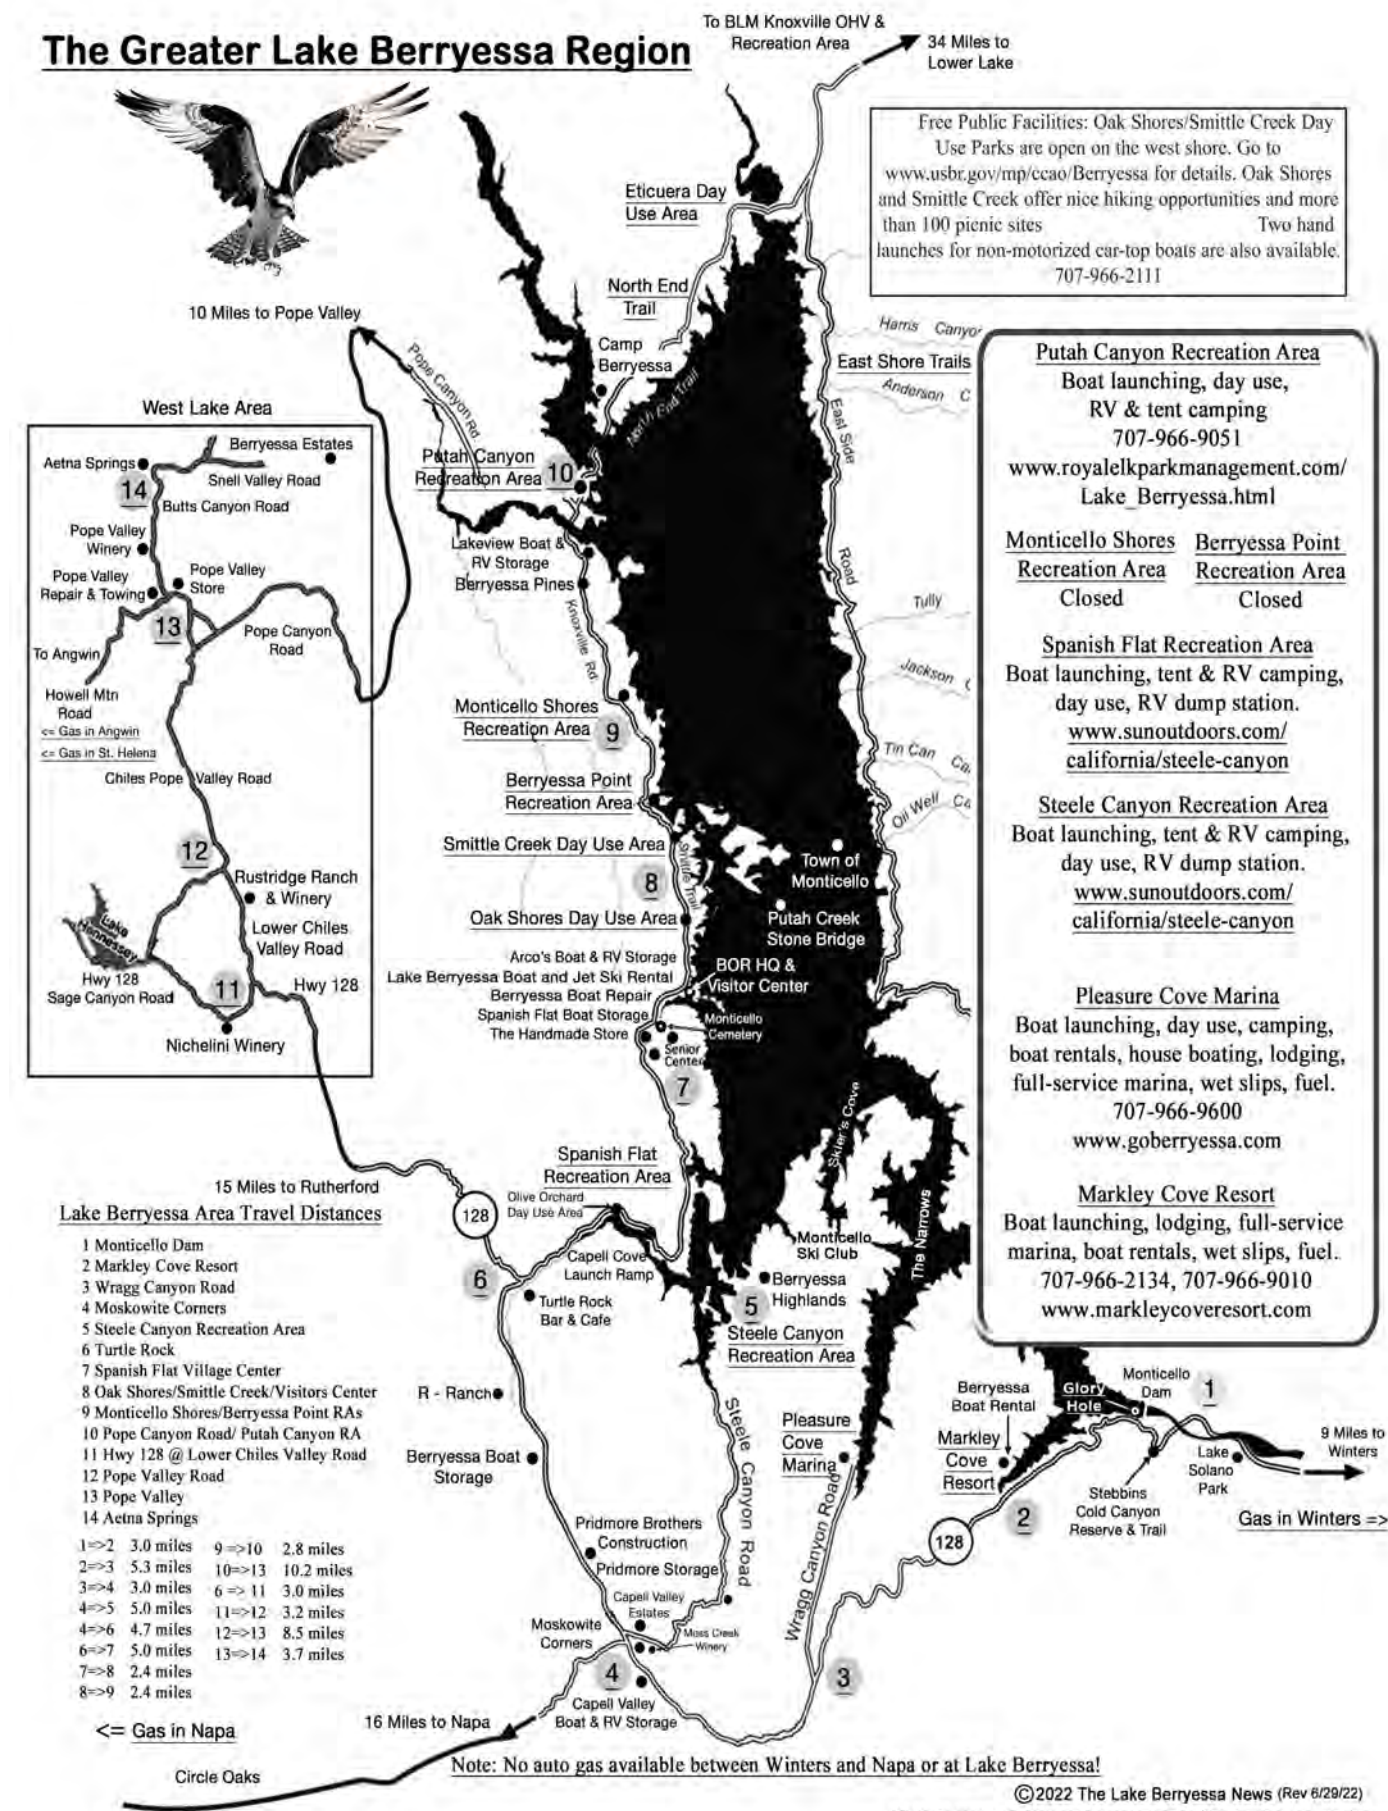 The Greater Lake Berryessa Region
To BLM Knoxville OHV &
Recreation Area
34 Miles to
Lower Lake
Free Public Facilities: Oak Shores/Smittle Creek Day
Use Parks are open on the west shore. Go to
www.usbr.gov/mp/ccao/Berryessa for details. Oak Shores
and Smittle Creek offer nice hiking opportunities and more
than 100 picnic sites Two hand
launches for non-motorized car-top boats are also available.
707-966-2111
Eticuera Day
Use Area
North End
Trail
Camp
Berryessa
North End Trail
10 Miles to Pope Valley
Pope Canyon Rd.
Putah Canyon
Recreation Area
10
Harris Canyo
East Shore Trails
Anderson C
East Side
Road
Tully
Jackson
Tin Can Ca
Oil Well Ca
Lakeview Boat &
RV Storage
Berryessa Pines
Knoxville Rd.
Monticello Shores
Recreation Area
9
Berryessa Point
Recreation Area
Smittle Creek Day Use Area
Smittle Trail
8
Oak Shores Day Use Area
Town of
Monticello
Putah Creek
Stone Bridge
Arco's Boat & RV Storage
Lake Berryessa Boat and Jet Ski Rental
Berryessa Boat Repair
Spanish Flat Boat Storage
The Handmade Store
BOR HQ &
Visitor Center
Monticello
Cemetery
Senior
Center
7
West Lake Area
Berryessa Estates
Aetna Springs
14
Snell Valley Road
Butts Canyon Road
Pope Valley
Winery
Pope Valley
Repair & Towing
Pope Valley
Store
13
Pope Canyon
Road
To Angwin
Howell Mtn
Road
<= Gas in Angwin
<= Gas in St. Helena
Chiles Pope Valley Road
12
Rustridge Ranch
& Winery
Lower Chiles
Valley Road
Lake
Hennessey
Hwy 128
Sage Canyon Road
11
Hwy 128
Nichelini Winery
Putah Canyon Recreation Area
Boat launching, day use,
RV & tent camping
707-966-9051
www.royalelkparkmanagement.com/
Lake_Berryessa.html
Monticello Shores
Recreation Area
Closed
Berryessa Point
Recreation Area
Closed
Spanish Flat Recreation Area
Boat launching, tent & RV camping,
day use, RV dump station.
www.sunoutdoors.com/
california/steele-canyon
Steele Canyon Recreation Area
Boat launching, tent & RV camping,
day use, RV dump station.
www.sunoutdoors.com/
california/steele-canyon
Pleasure Cove Marina
Boat launching, day use, camping,
boat rentals, house boating, lodging,
full-service marina, wet slips, fuel.
707-966-9600
www.goberryessa.com
Markley Cove Resort
Boat launching, lodging, full-service
marina, boat rentals, wet slips, fuel.
707-966-2134, 707-966-9010
www.markleycoveresort.com
Skier's Cove
The Narrows
Spanish Flat
Recreation Area
Olive Orchard
Day Use Area
Capell Cove
Launch Ramp
Monticello
Ski Club
Berryessa
Highlands
5
Steele Canyon
Recreation Area
15 Miles to Rutherford
128
6
Turtle Rock
Bar & Cafe
R - Ranch
Berryessa Boat
Storage
Steele Canyon Road
Pleasure
Cove
Marina
Wragg Canyon Road
Pridmore Brothers
Construction
Pridmore Storage
Capell Valley
Estates
Moskowite
Corners
Moss Creek
Winery
4
Capell Valley
Boat & RV Storage
3
16 Miles to Napa
Berryessa
Boat Rental
Markley
Cove
Resort
Glory
Hole
Monticello
Dam
1
2
128
Stebbins
Cold Canyon
Reserve & Trail
Lake
Solano
Park
9 Miles to
Winters
Gas in Winters =>
Lake Berryessa Area Travel Distances
1 Monticello Dam
2 Markley Cove Resort
3 Wragg Canyon Road
4 Moskowite Corners
5 Steele Canyon Recreation Area
6 Turtle Rock
7 Spanish Flat Village Center
8 Oak Shores/Smittle Creek/Visitors Center
9 Monticello Shores/Berryessa Point RAs
10 Pope Canyon Road/ Putah Canyon RA
11 Hwy 128 @ Lower Chiles Valley Road
12 Pope Valley Road
13 Pope Valley
14 Aetna Springs
1=>2 3.0 miles 9 =>10 2.8 miles
2=>3 5.3 miles 10=>13 10.2 miles
3=>4 3.0 miles 6 => 11 3.0 miles
4=>5 5.0 miles 11=>12 3.2 miles
4=>6 4.7 miles 12=>13 8.5 miles
6=>7 5.0 miles 13=>14 3.7 miles
7=>8 2.4 miles
8=>9 2.4 miles
<= Gas in Napa
Circle Oaks
Note: No auto gas available between Winters and Napa or at Lake Berryessa!
©2022 The Lake Berryessa News (Rev 6/29/22)